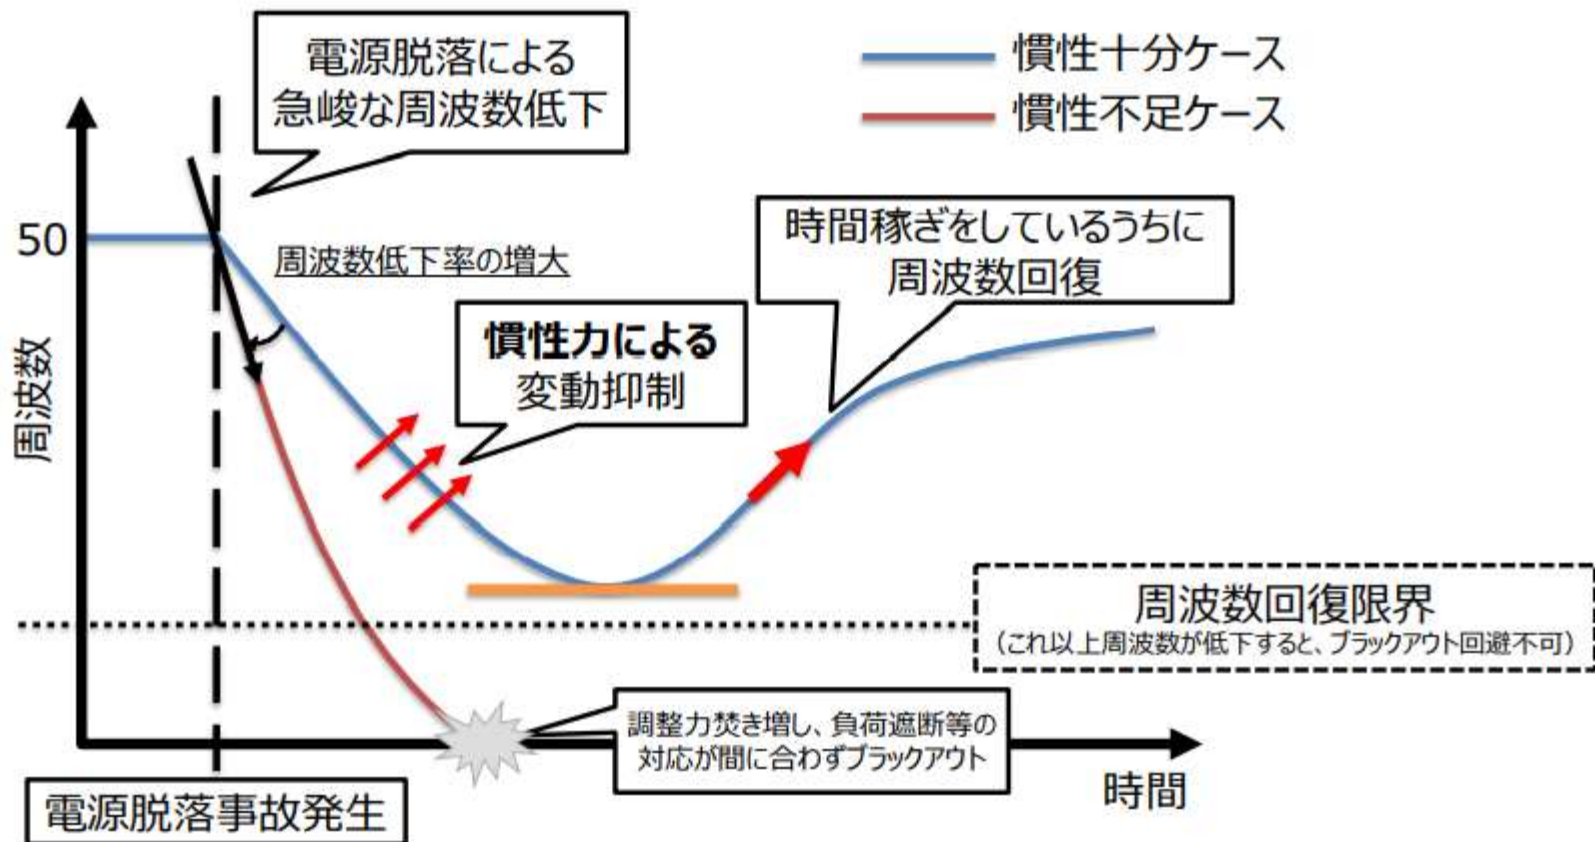 電源脱落による
急峻な周波数低下
慣性十分ケース
慣性不足ケース
50
周波数低下率の増大
時間稼ぎをしているうちに
周波数回復
慣性力による
変動抑制
周波数
周波数回復限界
（これ以上周波数が低下すると、ブラックアウト回避不可）
調整力焚き増し、負荷遮断等の
対応が間に合わずブラックアウト
時間
電源脱落事故発生